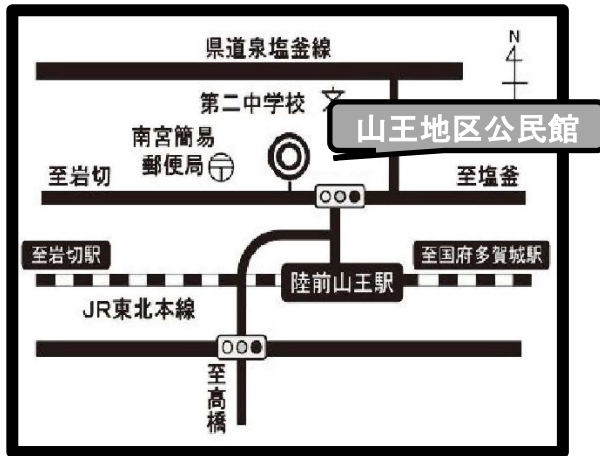 県道泉塩釜線
N
第二中学校
文
山王地区公民館
南宮簡易
郵便局〒
至岩切
至塩釜
至岩切駅
至国府多賀城駅
陸前山王駅
JR東北本線
至高橋